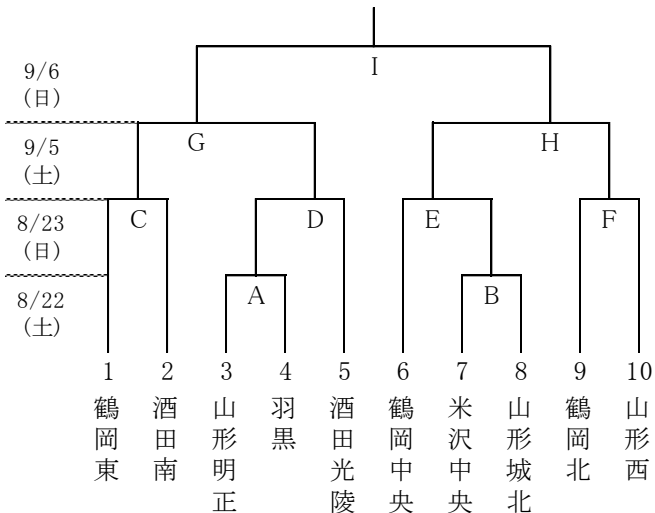 I
9/6
(日)
G
H
9/5
(土)
C
D
E
F
8/23
(日)
A
B
8/22
(土)
1
2
3
4
5
6
7
8
9
10
鶴岡東
酒田南
山形明正
羽黒
酒田光陵
鶴岡中央
米沢中央
山形城北
鶴岡北
山形西